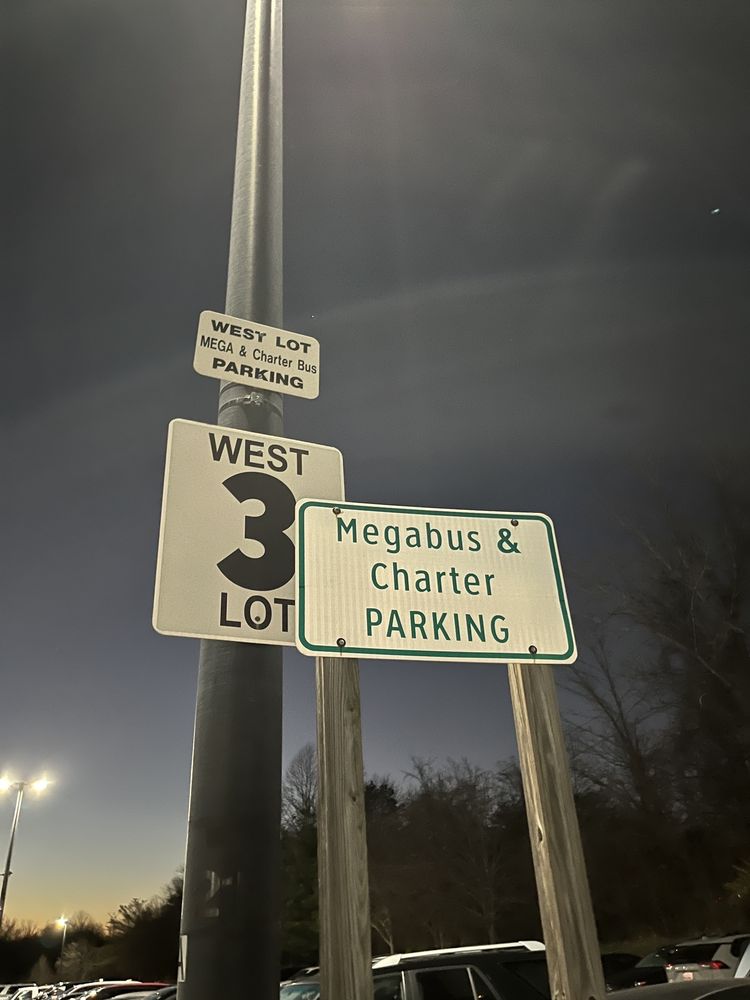 WEST LOT
MEGA & Charter Bus
PARKING
WEST
3
LOT
Megabus &
Charter
PARKING